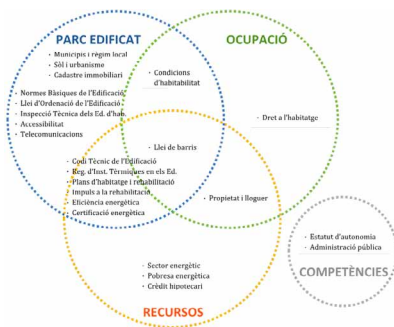 PARC EDIFICAT
OCUPACIÓ
· Municipis i règim local
· Sòl i urbanisme
· Cadastre immobiliari
· Condicions
d'habitabilitat
· Normes Bàsiques de l'Edificació
· Llei d'Ordenació de l'Edificació
· Inspecció Tècnica dels Ed. d'hab.
· Accessibilitat
· Telecomunicacions
· Dret a l'habitatge
· Llei de barris
· Codi Tècnic de l'Edificació
· Reg. d'Inst. Tèrmiques en els Ed.
· Plans d'habitatge i rehabilitació
· Impuls a la rehabilitació
· Eficiència energètica
· Certificació energètica
· Propietat i lloguer
· Estatut d'autonomia
· Administració pública
COMPETÈNCIES
· Sector energètic
· Pobresa energètica
· Crèdit hipotecari
RECURSOS